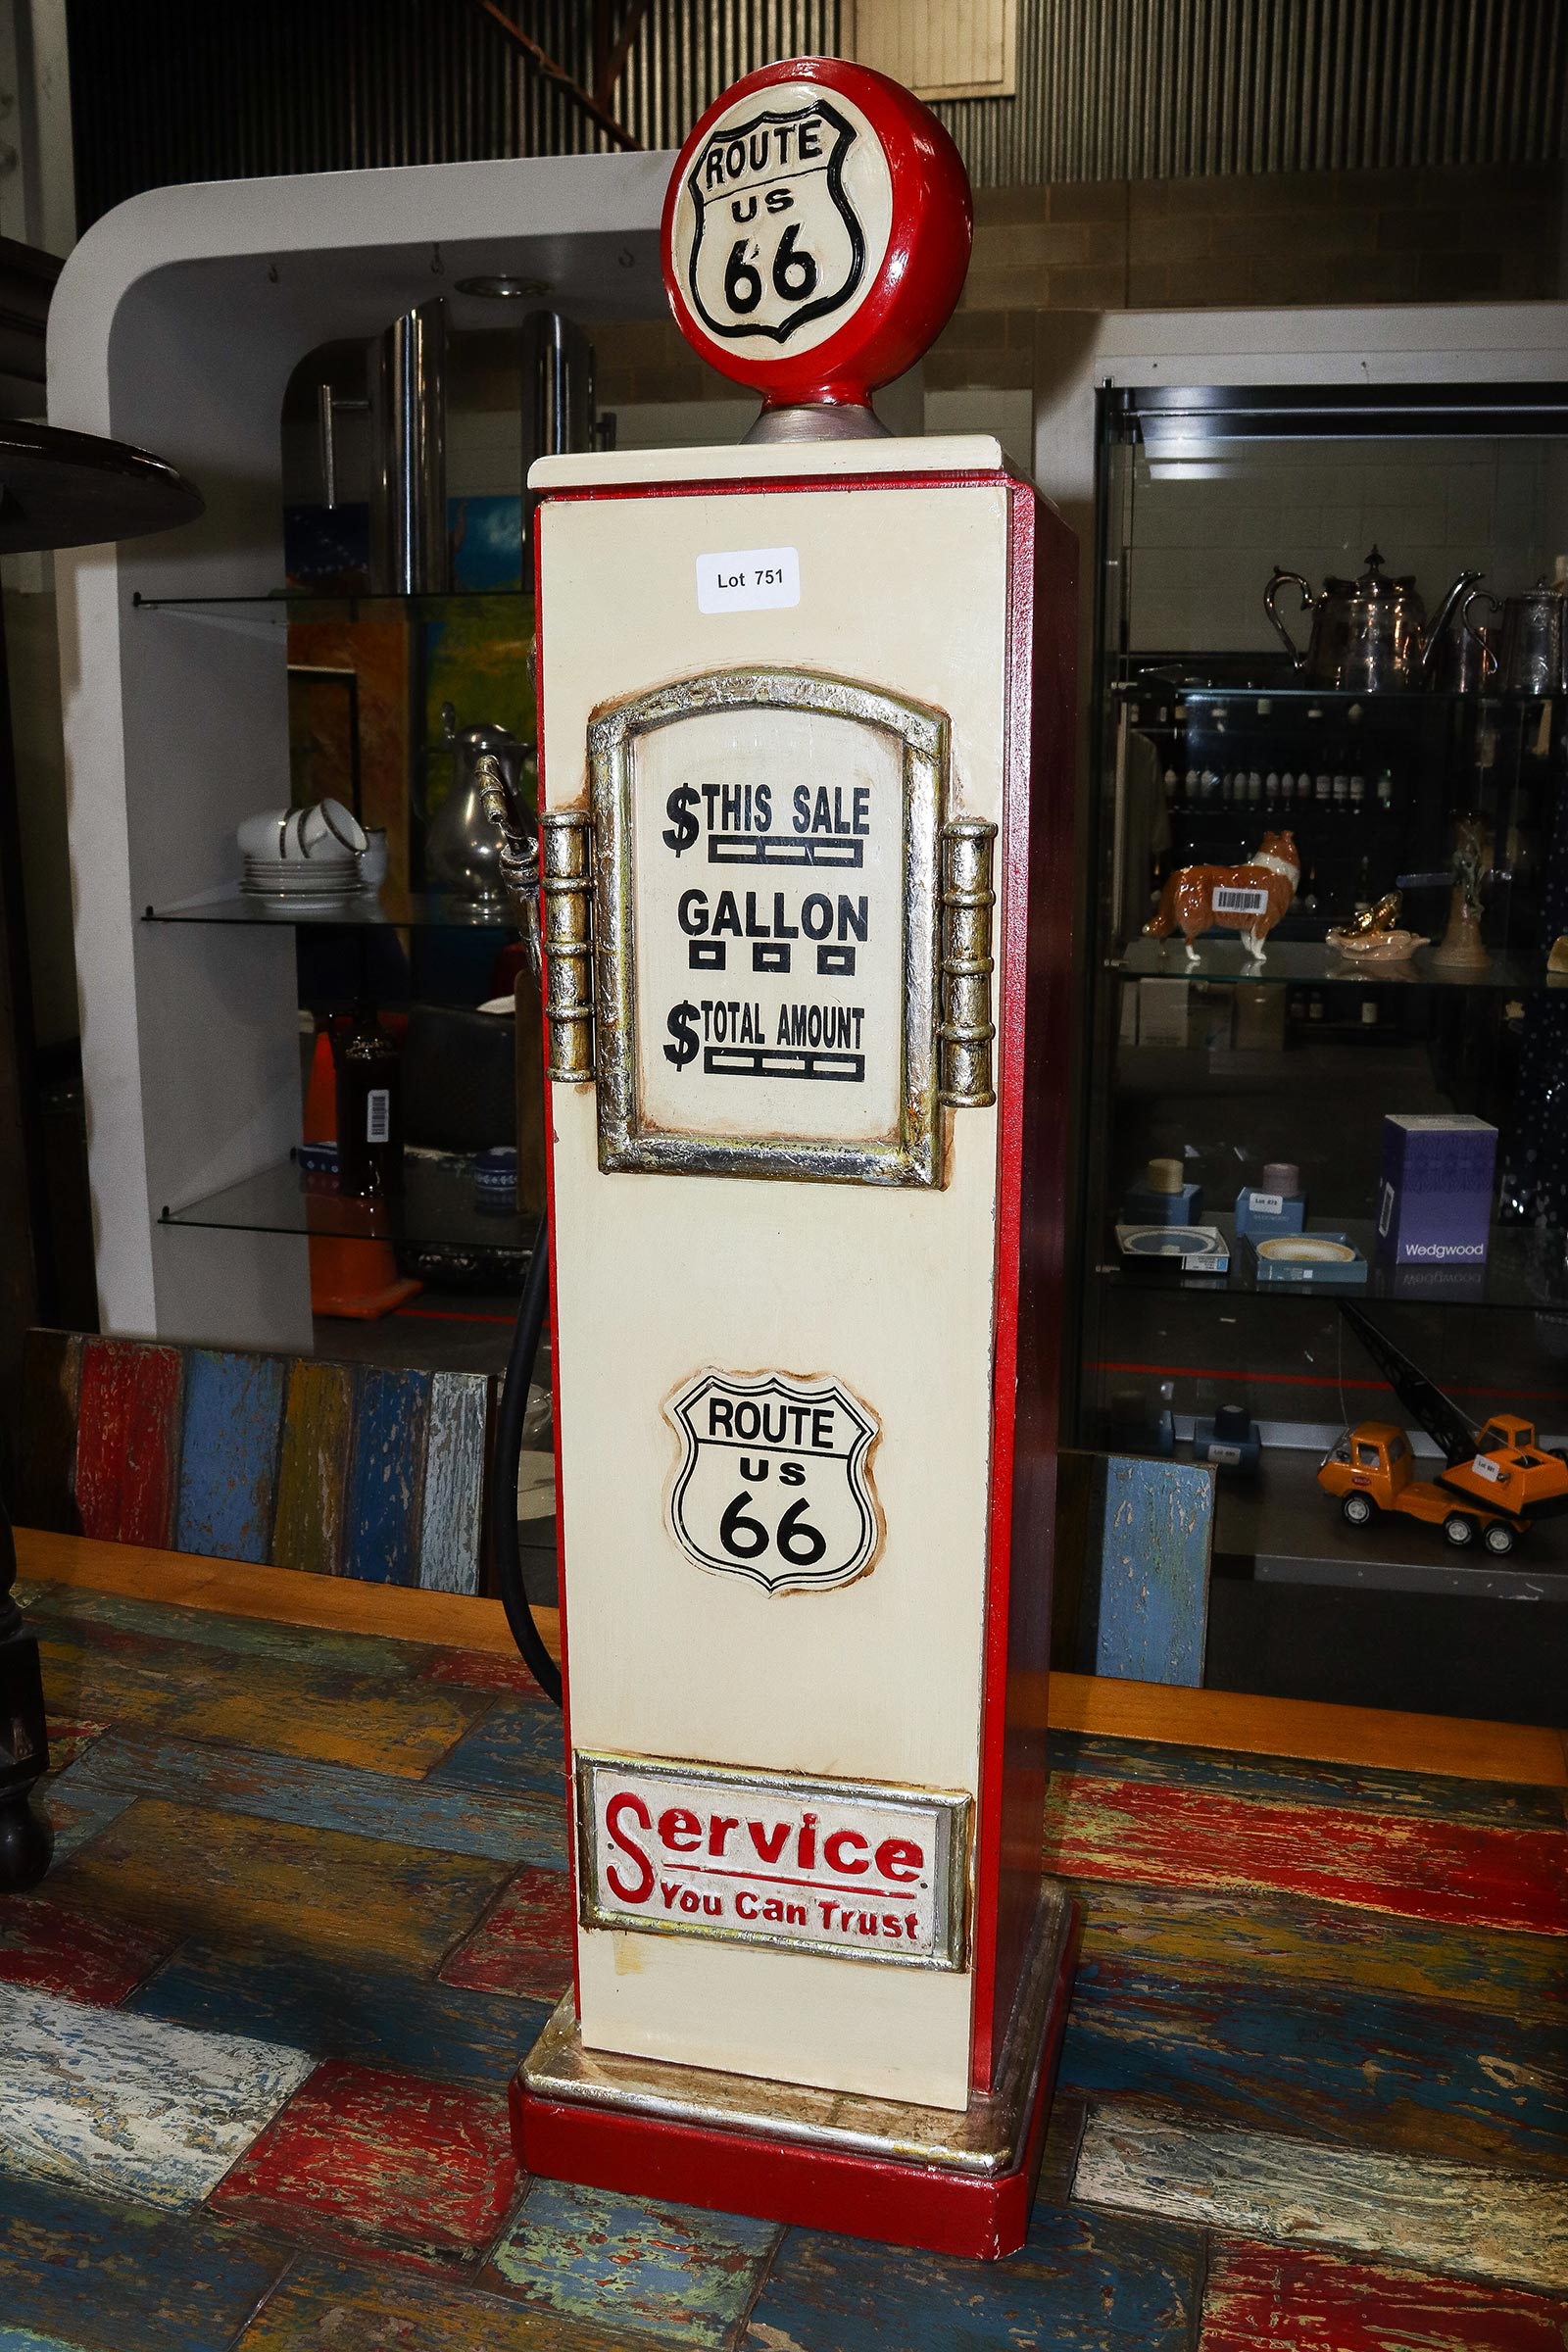 ROUTE
US
66
Lot 751
$ THIS SALE
GALLON
$ TOTAL AMOUNT
ROUTE
US
66
Service
You Can Trust
Wedgwood